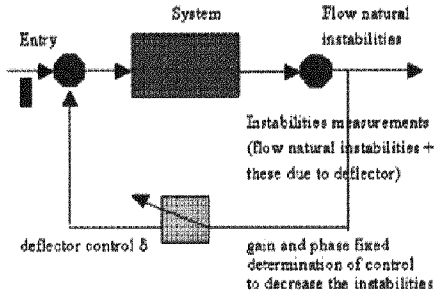 System
Flow natural
instabilities
Entry
Instabilities measurements
(flow natural instabilities +
these due to deflector)
deflector control δ
gain and phase fixed
determination of control
to decrease the instabilities